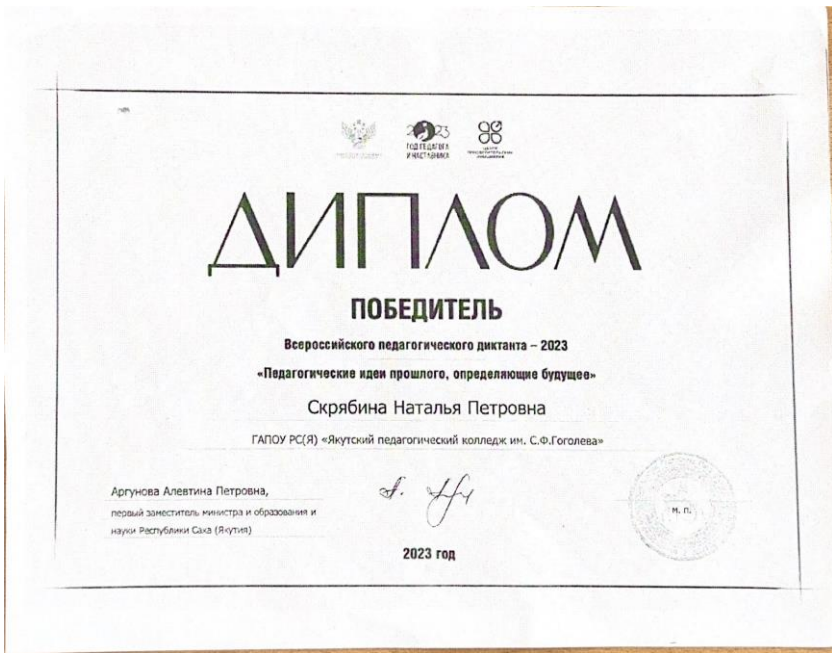 2023
ГОД ПЕДАГОГА
И НАСТАВНИКА
ДИПЛОМ
ПОБЕДИТЕЛЬ
Всероссийского педагогического диктанта – 2023
«Педагогические идеи прошлого, определяющие будущее»
Скрябина Наталья Петровна
ГАПОУ РС(Я) «Якутский педагогический колледж им. С.Ф.Гоголева»
Аргунова Алевтина Петровна,
первый заместитель министра и образования и
науки Республики Саха (Якутия)
М. П.
2023 год